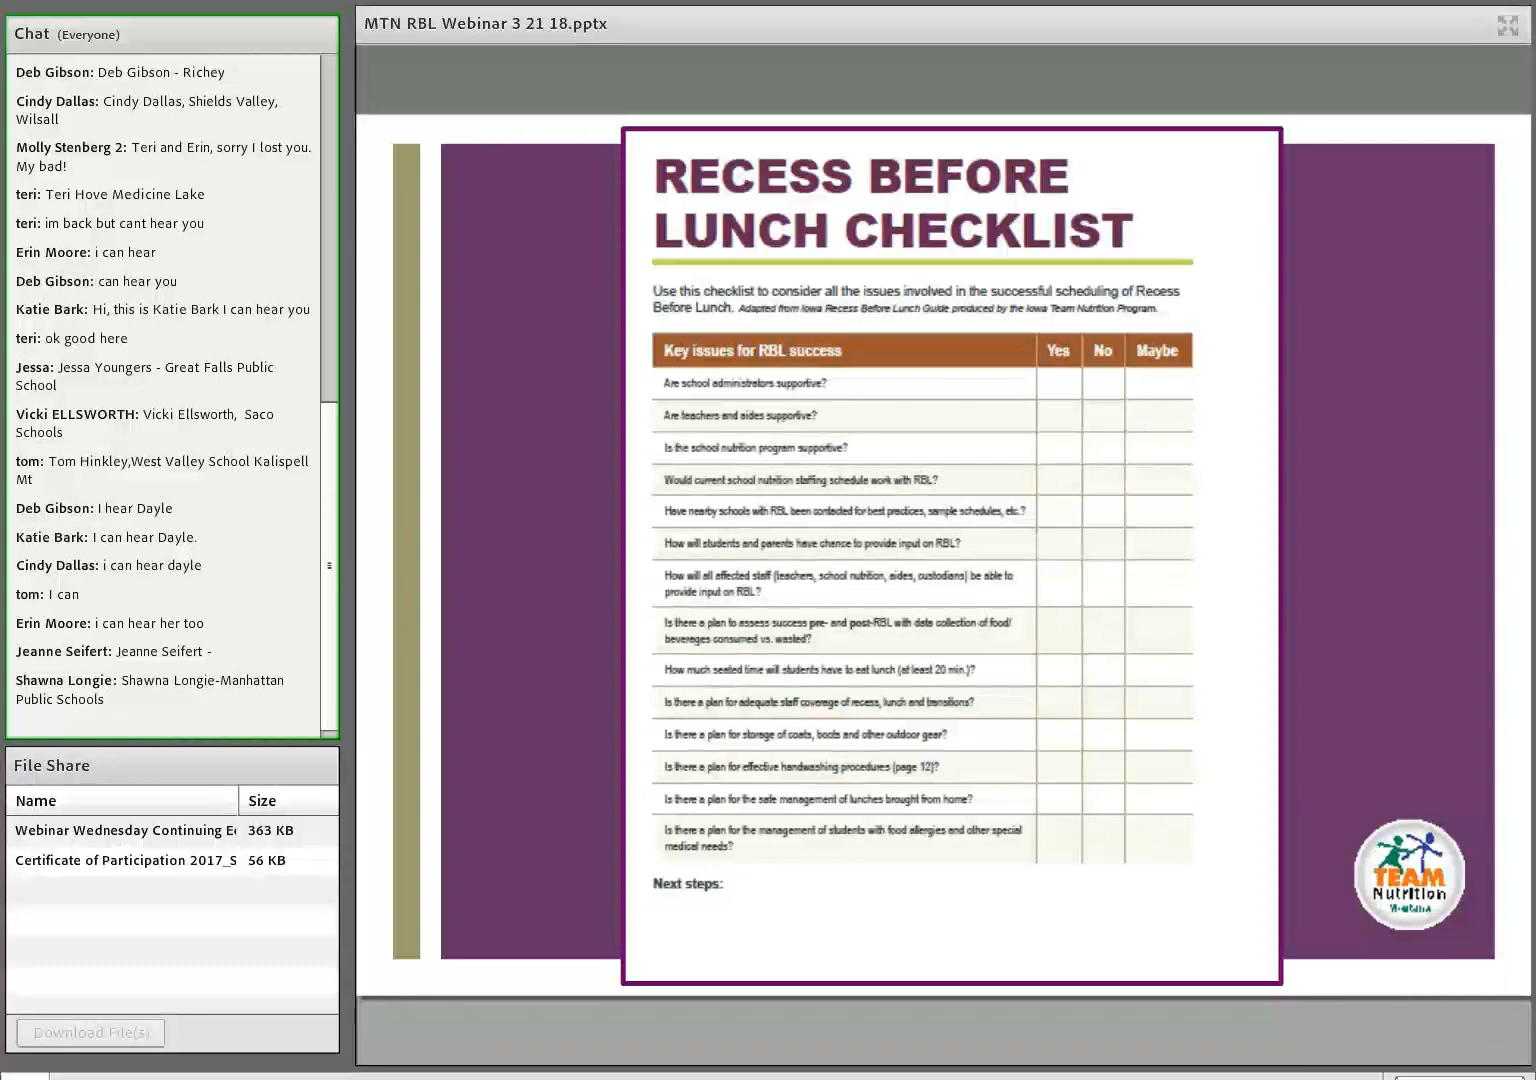 Chat (Everyone)
Deb Gibson: Deb Gibson - Richey
Cindy Dallas: Cindy Dallas, Shields Valley,
Wilsall
Molly Stenberg 2: Teri and Erin, sorry I lost you.
My bad!
teri: Teri Hove Medicine Lake
teri: im back but cant hear you
Erin Moore: i can hear
Deb Gibson: can hear you
Katie Bark: Hi, this is Katie Bark I can hear you
teri: ok good here
Jessa: Jessa Youngers - Great Falls Public
School
Vicki ELLSWORTH: Vicki Ellsworth, Saco
Schools
tom: Tom Hinkley,West Valley School Kalispell
Mt
Deb Gibson: I hear Dayle
Katie Bark: I can hear Dayle.
Cindy Dallas: i can hear dayle
tom: I can
Erin Moore: i can hear her too
Jeanne Seifert: Jeanne Seifert -
Shawna Longie: Shawna Longie-Manhattan
Public Schools
File Share
Name Size
Webinar Wednesday Continuing 363 KB
Certificate of Participation 2017_S 56 KB
Download File(s)
MTN RBL Webinar 3 21 18.pptx
RECESS BEFORE
LUNCH CHECKLIST
Use this checklist to consider all the issues involved in the successful scheduling of Recess
Before Lunch. Adapted from Iowa Recess Before Lunch Guide produced by the Iowa Team Nutrition Program.
Key issues for RBL success Yes No Maybe
Are school administrators supportive?
Are teachers and aides supportive?
Is the school nutrition program supportive?
Would current school nutrition staffing schedule work with RBL?
Have nearby schools with RBL been contacted for best practices, sample schedules, etc.?
How will students and parents have chance to provide input on RBL?
How will all affected staff (teachers, school nutrition, aides, custodians) be able to
provide input on RBL?
Is there a plan to assess success pre- and post-RBL with data collection of food/
beverages consumed vs. wasted?
How much seated time will students have to eat lunch (at least 20 min.)?
Is there a plan for adequate staff coverage of recess, lunch and transitions?
Is there a plan for storage of coats, boots and other outdoor gear?
Is there a plan for effective handwashing procedures (page 12)?
Is there a plan for the safe management of lunches brought from home?
Is there a plan for the management of students with food allergies and other special
medical needs?
Next steps:
TEAM
Nutrition
Montana